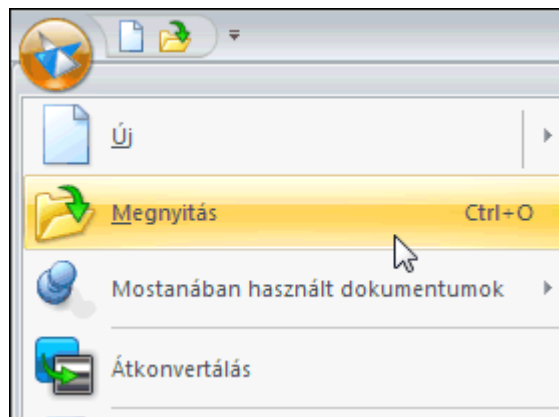 Új
Megnyitás Ctrl+O
Mostanában használt dokumentumok
Átkonvertálás